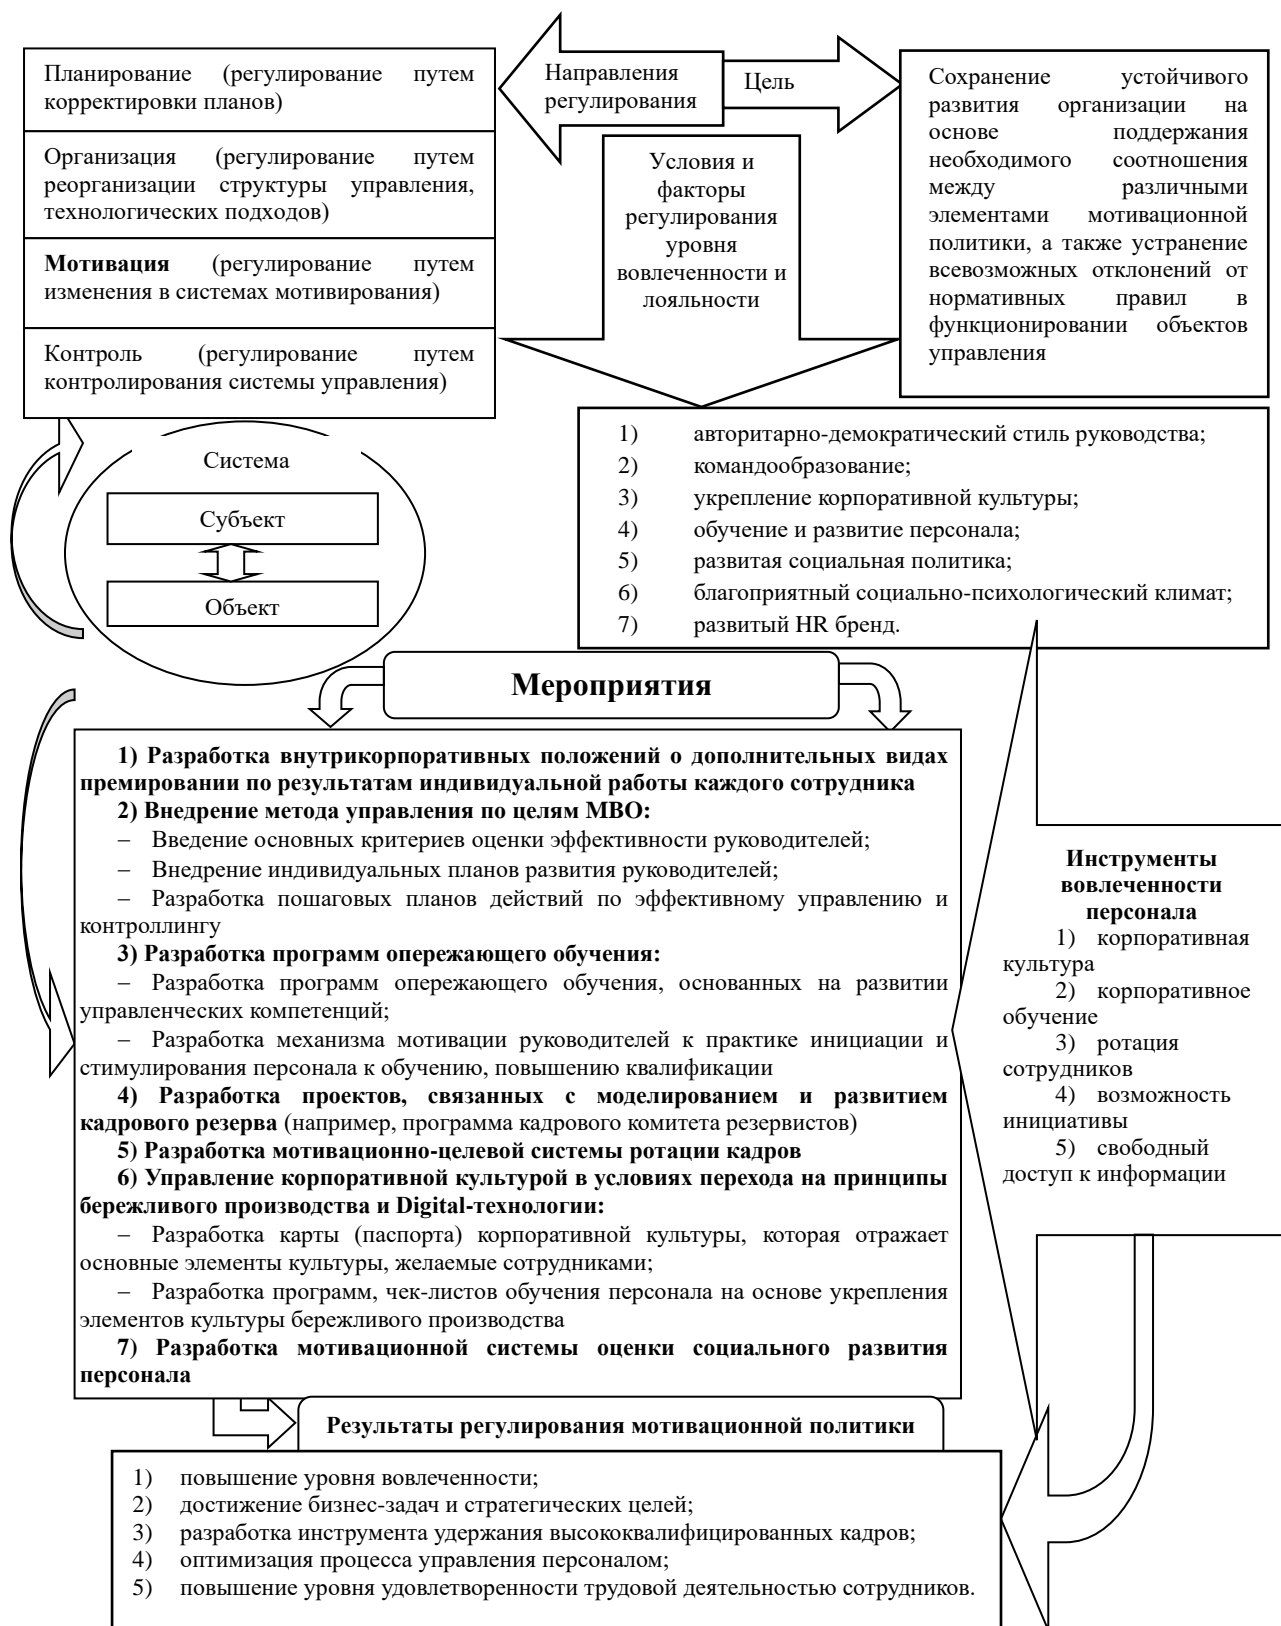 Планирование (регулирование путем
корректировки планов)
Организация (регулирование путем
реорганизации структуры управления,
технологических подходов)
Мотивация (регулирование путем
изменения в системах мотивирования)
Контроль (регулирование путем
контролирования системы управления)
Направления
регулирования
Цель
Сохранение устойчивого
развития организации на
основе поддержания
необходимого соотношения
между различными
элементами мотивационной
политики, а также устранение
всевозможных отклонений от
нормативных правил в
функционировании объектов
управления
Условия и
факторы
регулирования
уровня
вовлеченности и
лояльности
1) авторитарно-демократический стиль руководства;
2) командообразование;
3) укрепление корпоративной культуры;
4) обучение и развитие персонала;
5) развитая социальная политика;
6) благоприятный социально-психологический климат;
7) развитый HR бренд.
Система
Субъект
Объект
Мероприятия
1) Разработка внутрикорпоративных положений о дополнительных видах
премировании по результатам индивидуальной работы каждого сотрудника
2) Внедрение метода управления по целям МВО:
– Введение основных критериев оценки эффективности руководителей;
– Внедрение индивидуальных планов развития руководителей;
– Разработка пошаговых планов действий по эффективному управлению и
контроллингу
3) Разработка программ опережающего обучения:
– Разработка программ опережающего обучения, основанных на развитии
управленческих компетенций;
– Разработка механизма мотивации руководителей к практике инициации и
стимулирования персонала к обучению, повышению квалификации
4) Разработка проектов, связанных с моделированием и развитием
кадрового резерва (например, программа кадрового комитета резервистов)
5) Разработка мотивационно-целевой системы ротации кадров
6) Управление корпоративной культурой в условиях перехода на принципы
бережливого производства и Digital-технологии:
– Разработка карты (паспорта) корпоративной культуры, которая отражает
основные элементы культуры, желаемые сотрудниками;
– Разработка программ, чек-листов обучения персонала на основе укрепления
элементов культуры бережливого производства
7) Разработка мотивационной системы оценки социального развития
персонала
Инструменты
вовлеченности
персонала
1) корпоративная
культура
2) корпоративное
обучение
3) ротация
сотрудников
4) возможность
инициативы
5) свободный
доступ к информации
Результаты регулирования мотивационной политики
1) повышение уровня вовлеченности;
2) достижение бизнес-задач и стратегических целей;
3) разработка инструмента удержания высококвалифицированных кадров;
4) оптимизация процесса управления персоналом;
5) повышение уровня удовлетворенности трудовой деятельностью сотрудников.